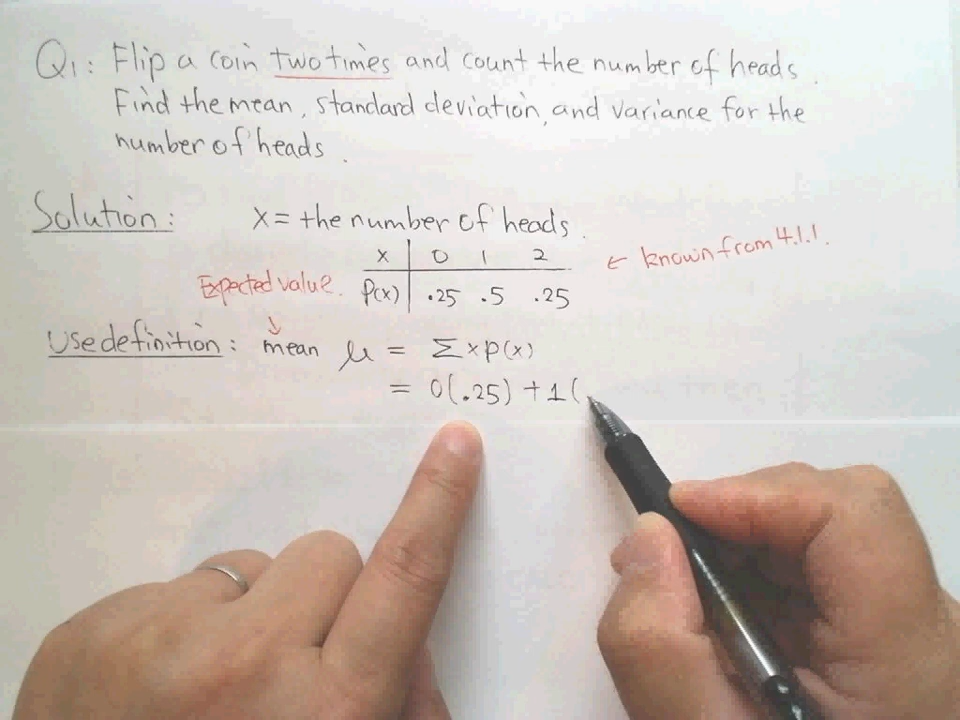 Q1: Flip a coin two times and count the number of heads.
Find the mean, standard deviation, and variance for the
number of heads.
Solution: X = the number of heads.
x 0 1 2
← known from 4.1.1.
Expected value.
P(x) .25 .5 .25
Use definition: mean μ = Σ x p(x)
= 0(.25) + 1(